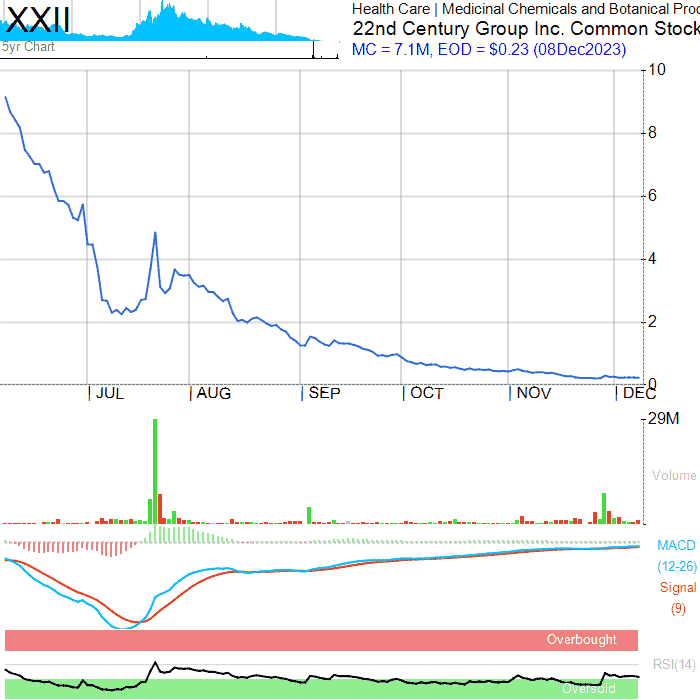 XXII
5yr Chart
Health Care | Medicinal Chemicals and Botanical Proc
22nd Century Group Inc. Common Stock
MC = 7.1M, EOD = $0.23 (08Dec2023)
10
8
6
4
2
0
JUL AUG SEP OCT NOV DEC
29M
Volume
MACD
(12-26)
Signal
(9)
Overbought
RSI(14)
Oversold